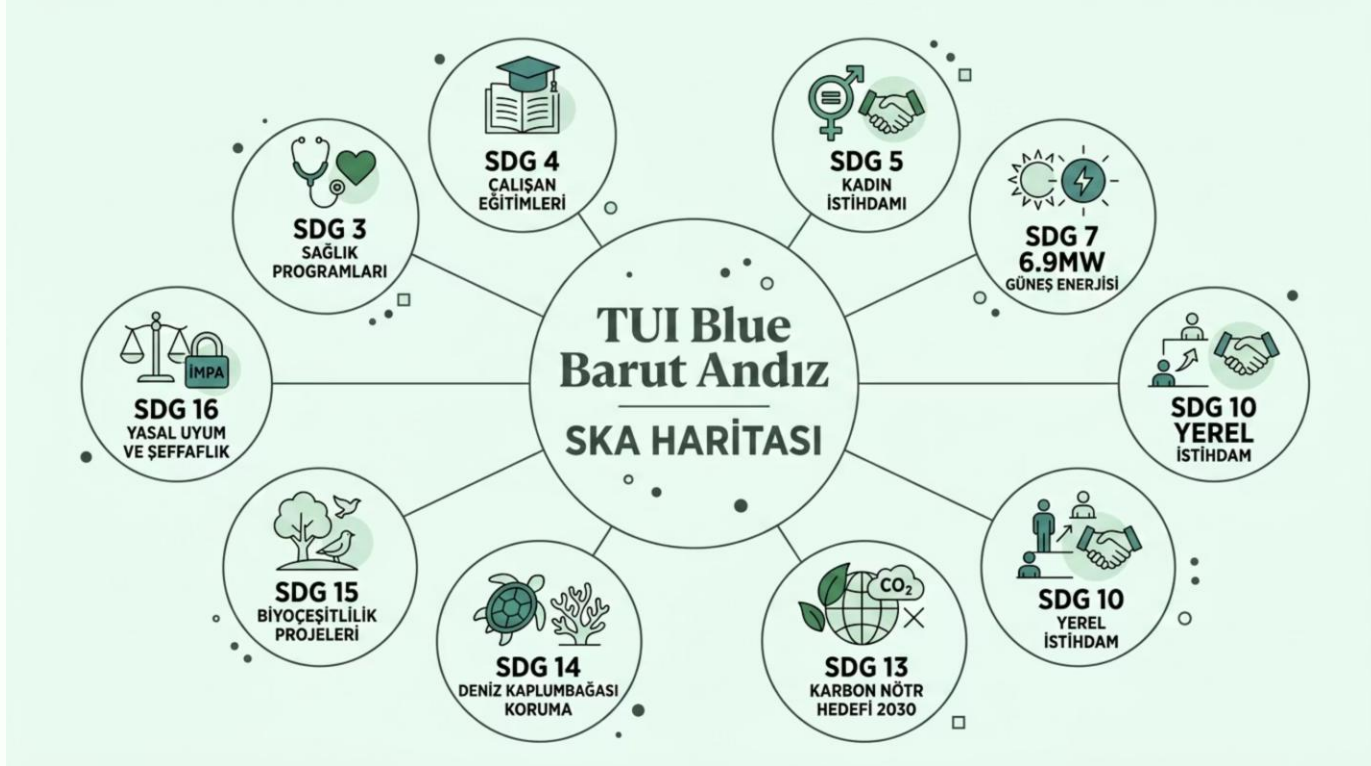 TUI Blue
Barut Andız
SKA HARİTASI
SDG 4
ÇALIŞAN
EĞİTİMLERİ
SDG 5
KADIN
İSTİHDAMI
SDG 7
6.9MW
GÜNEŞ ENERJİSİ
SDG 10
YEREL
İSTİHDAM
SDG 10
YEREL
İSTİHDAM
CO₂
SDG 13
KARBON NÖTR
HEDEFİ 2030
SDG 14
DENİZ KAPLUMBAĞASI
KORUMA
SDG 15
BİYOÇEŞİTLİLİK
PROJELERİ
İMPA
SDG 16
YASAL UYUM
VE ŞEFFAFLIK
SDG 3
SAĞLIK
PROGRAMLARI